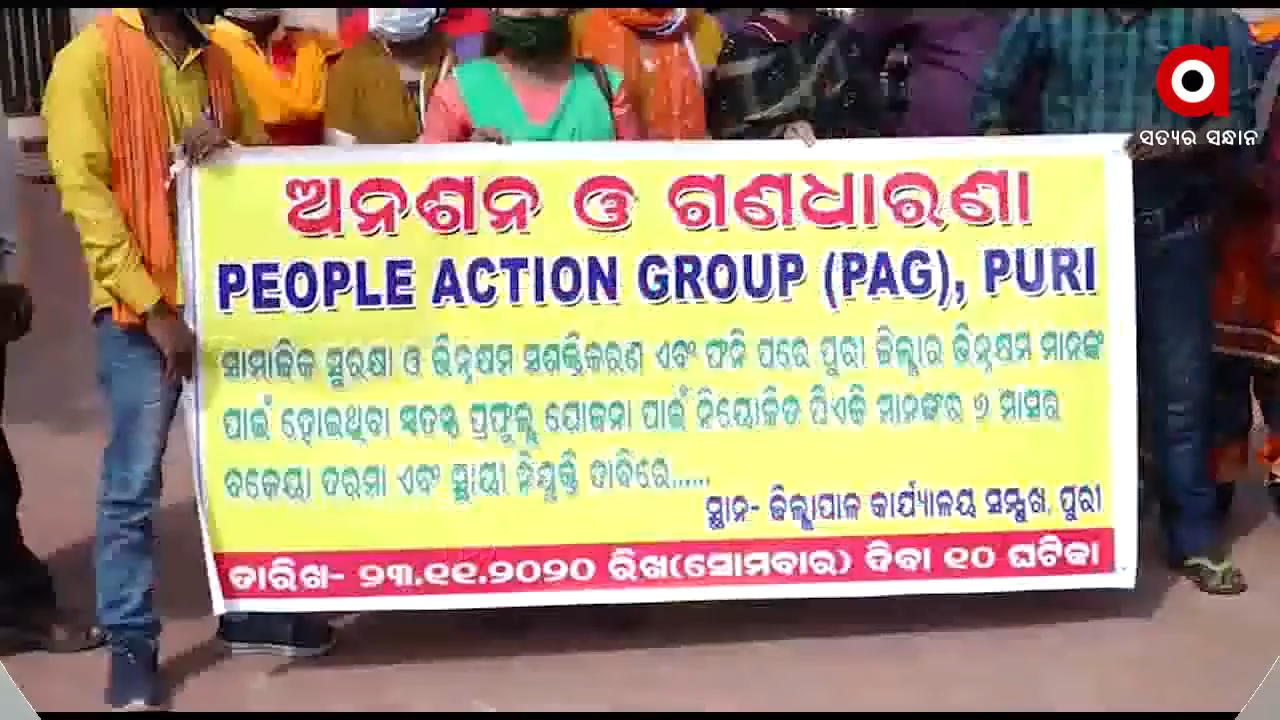 ସତ୍ୟର ସନ୍ଧାନ
ଅନଶନ ଓ ଗଣଧାରଣା
PEOPLE ACTION GROUP (PAG), PURI
ସାମାଜିକ ସୁରକ୍ଷା ଓ ଭିନ୍ନକ୍ଷମ ସଶକ୍ତିକରଣ ଏବଂ ଫନି ପରେ ପୁରୀ ଜିଲ୍ଲାର ଭିନ୍ନକ୍ଷମ ମାନଙ୍କ
ପାଇଁ ହୋଇଥିବା ସତସ୍ତ ପ୍ରଫୁଲ୍ଲ ଯୋଜନା ପାଇଁ ନିୟୋଜିତ ପିଏଜି ମାନଙ୍କର ୬ ମାସର
ବକେୟା ଦରମା ଏବଂ ସ୍ଥାୟୀ ନିଯୁକ୍ତି ଦାବିରେ.....
ସ୍ଥାନ- ଜିଲ୍ଲାପାଳ କାର୍ଯ୍ୟାଳୟ ସମ୍ମୁଖ, ପୁରୀ
ତାରିଖ- ୨୩.୧୧.୨୦୨୦ ରିଖ(ସୋମବାର) ଦିବା ୧୦ ଘଟିକା